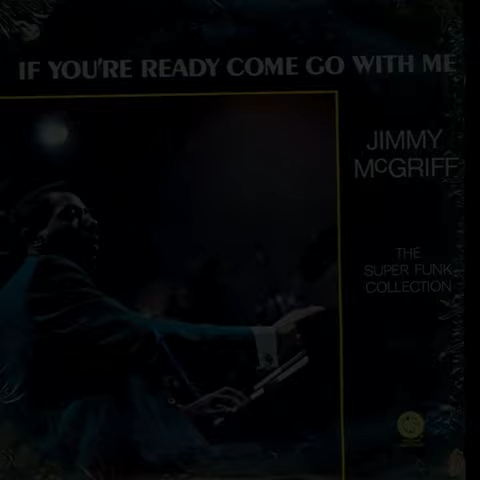 IF YOU'RE READY COME GO WITH ME
JIMMY
McGRIFF
THE
SUPER FUNK
COLLECTION